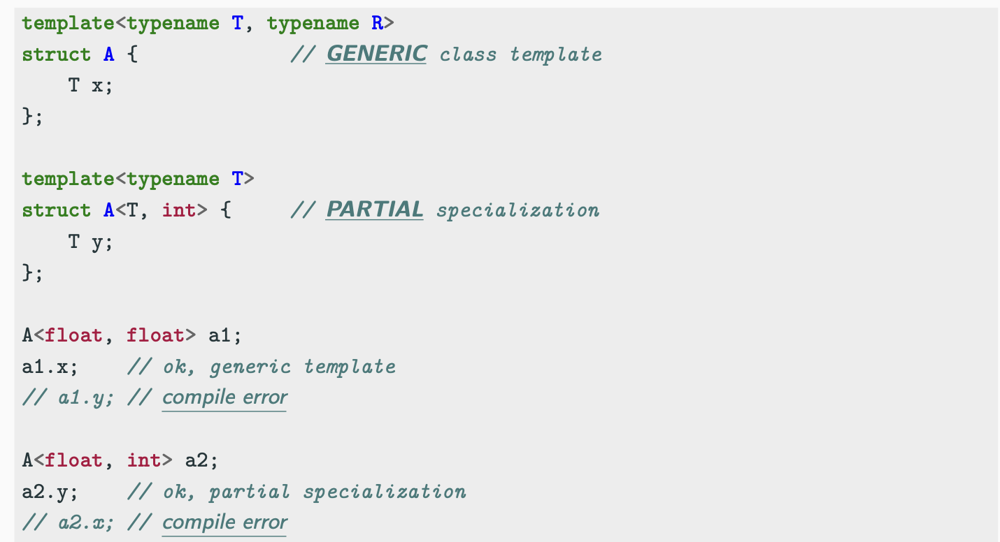 template<typename T, typename R>
struct A {             // GENERIC class template
    T x;
};
template<typename T>
struct A<T, int> {     // PARTIAL specialization
    T y;
};
A<float, float> a1;
a1.x;    // ok, generic template
// a1.y; // compile error
A<float, int> a2;
a2.y;    // ok, partial specialization
// a2.x; // compile error